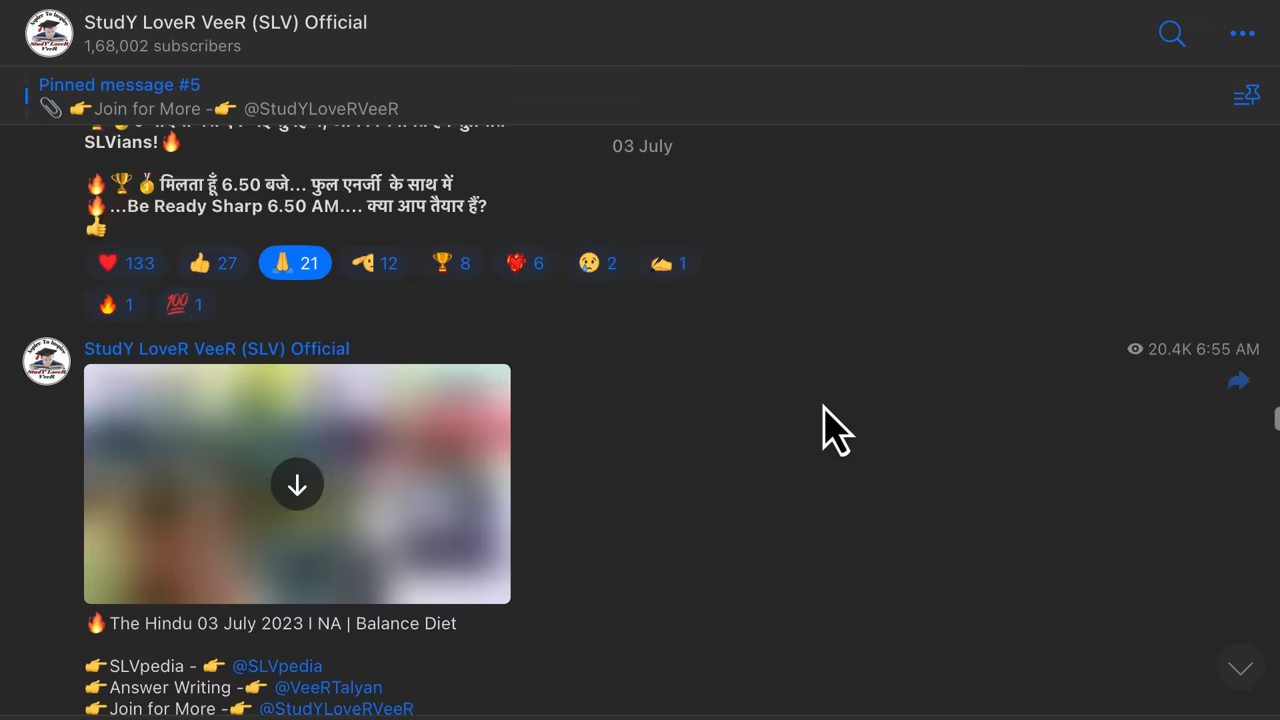 StudY LoveR VeeR (SLV) Official
1,68,002 subscribers
Pinned message #5
📎 👉Join for More -👉 @StudYLoveRVeeR
SLVians!🔥
03 July
🔥🏆🥇मिलता हूँ 6.50 बजे... फुल एनर्जी के साथ में
🔥...Be Ready Sharp 6.50 AM.... क्या आप तैयार हैं?
👍
❤️ 133 👍 27 🙏 21 🫡 12 🏆 8 ❤️‍🔥 6 😢 2 ✍️ 1
🔥 1 💯 1
StudY LoveR VeeR (SLV) Official
20.4K 6:55 AM
🔥The Hindu 03 July 2023 I NA | Balance Diet
👉SLVpedia - 👉 @SLVpedia
👉Answer Writing -👉 @VeeRTalyan
👉Join for More -👉 @StudYLoveRVeeR